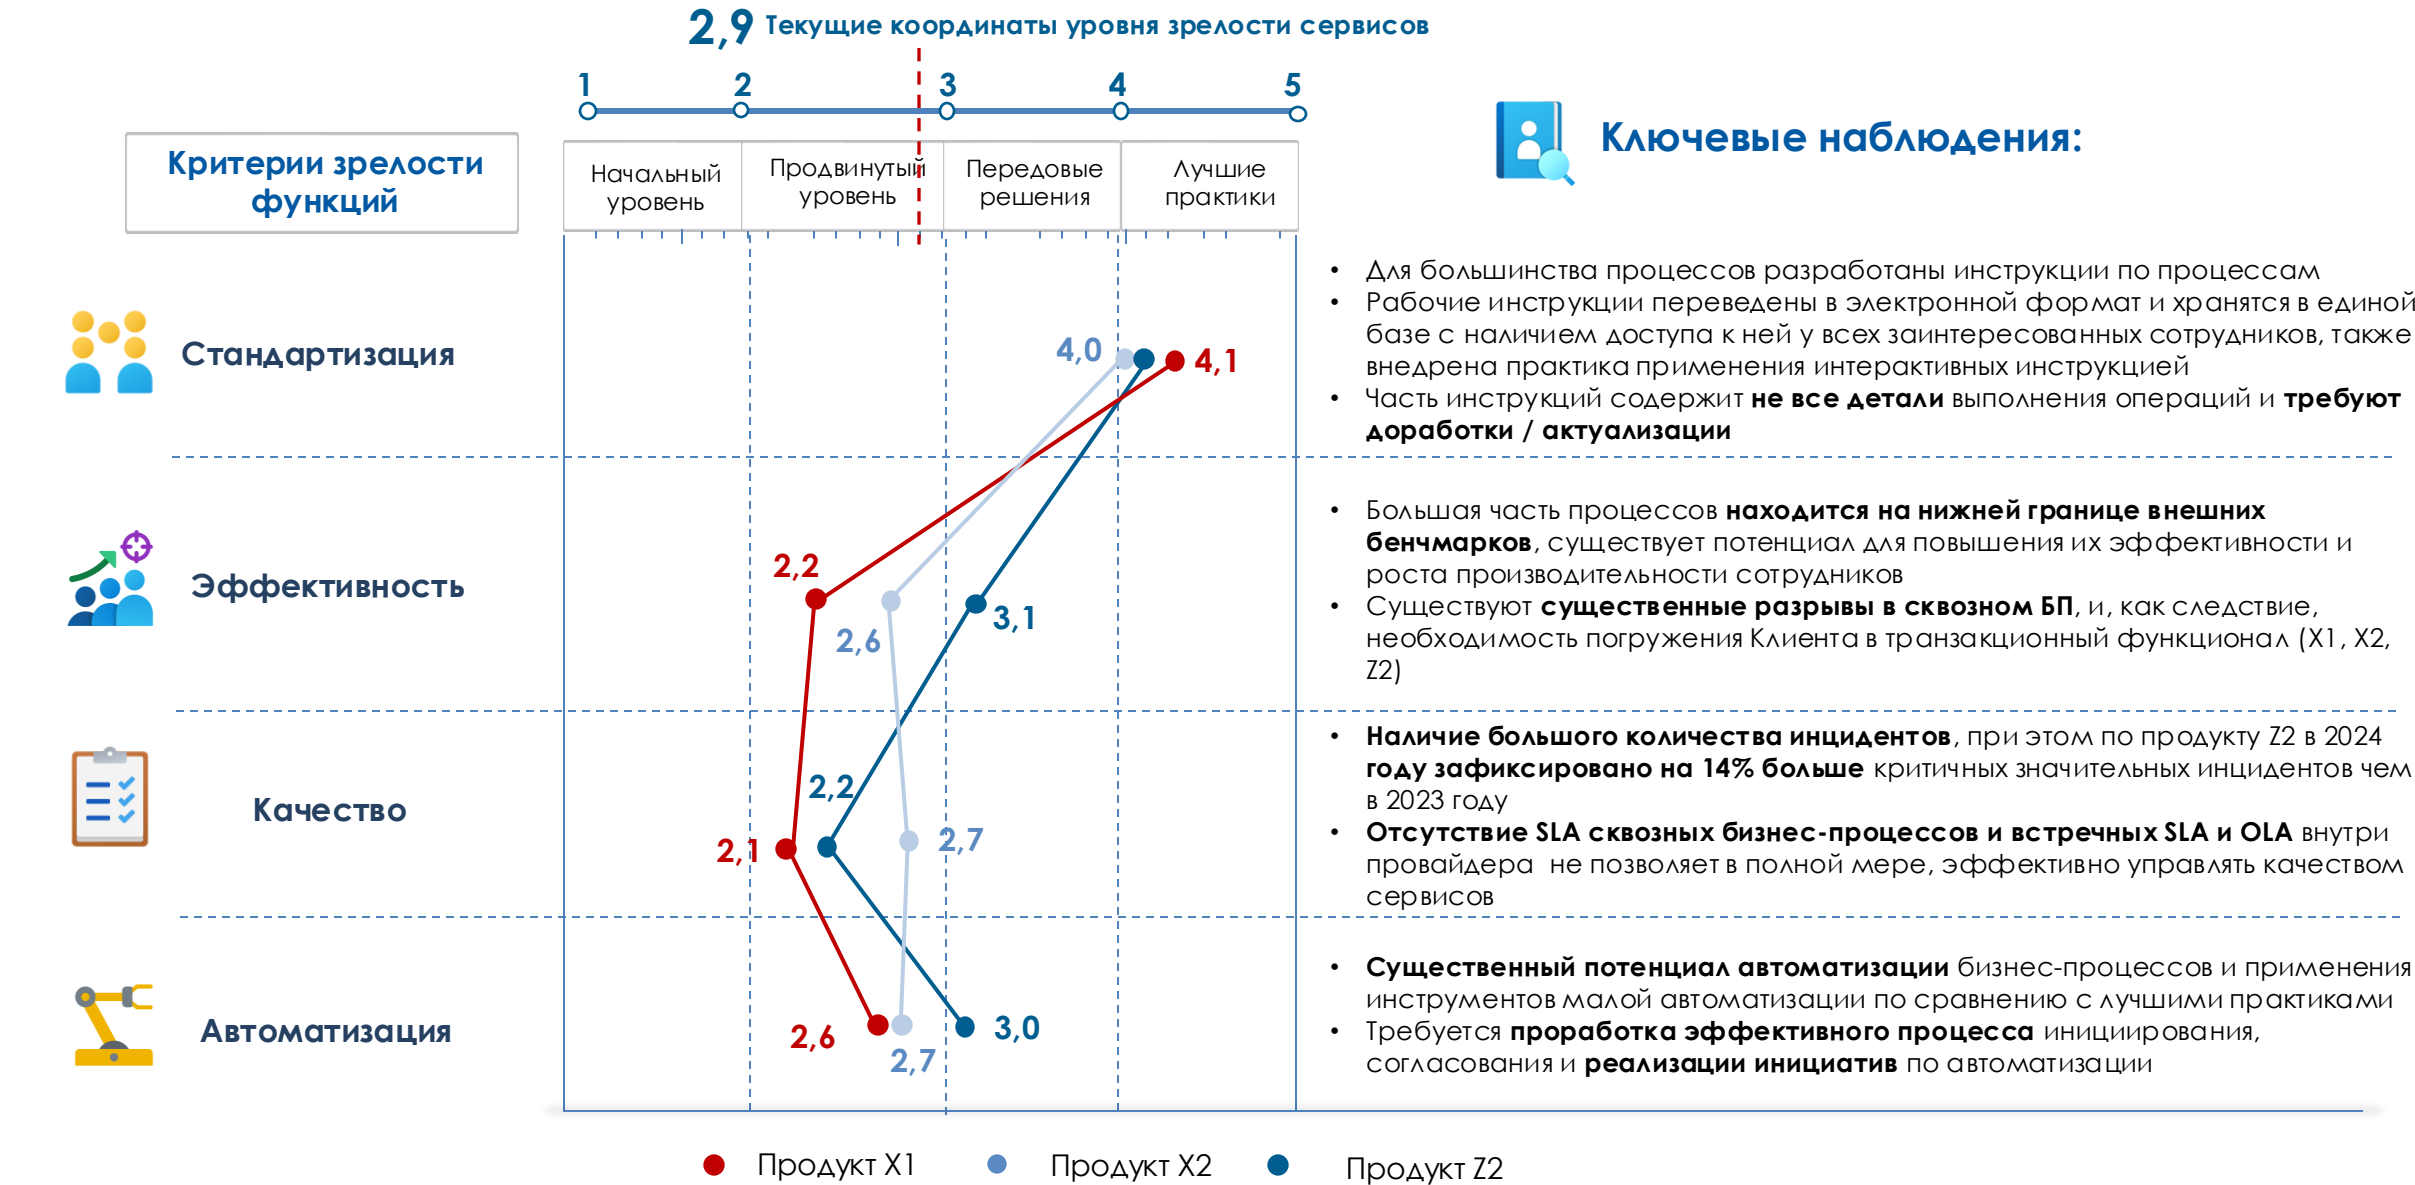 2,9 Текущие координаты уровня зрелости сервисов
1 2 3 4 5
Критерии зрелости
функций
Начальный
уровень
Продвинутый
уровень
Передовые
решения
Лучшие
практики
Ключевые наблюдения:
Стандартизация
4,0
4,1
• Для большинства процессов разработаны инструкции по процессам
• Рабочие инструкции переведены в электронной формат и хранятся в единой
базе с наличием доступа к ней у всех заинтересованных сотрудников, также
внедрена практика применения интерактивных инструкцией
• Часть инструкций содержит не все детали выполнения операций и требуют
доработки / актуализации
Эффективность
2,2
2,6
3,1
• Большая часть процессов находится на нижней границе внешних
бенчмарков, существует потенциал для повышения их эффективности и
роста производительности сотрудников
• Существуют существенные разрывы в сквозном БП, и, как следствие,
необходимость погружения Клиента в транзакционный функционал (X1, X2,
Z2)
Качество
2,2
2,1
2,7
• Наличие большого количества инцидентов, при этом по продукту Z2 в 2024
году зафиксировано на 14% больше критичных значительных инцидентов чем
в 2023 году
• Отсутствие SLA сквозных бизнес-процессов и встречных SLA и OLA внутри
провайдера не позволяет в полной мере, эффективно управлять качеством
сервисов
Автоматизация
2,6
2,7
3,0
• Существенный потенциал автоматизации бизнес-процессов и применения
инструментов малой автоматизации по сравнению с лучшими практиками
• Требуется проработка эффективного процесса инициирования,
согласования и реализации инициатив по автоматизации
Продукт X1
Продукт X2
Продукт Z2